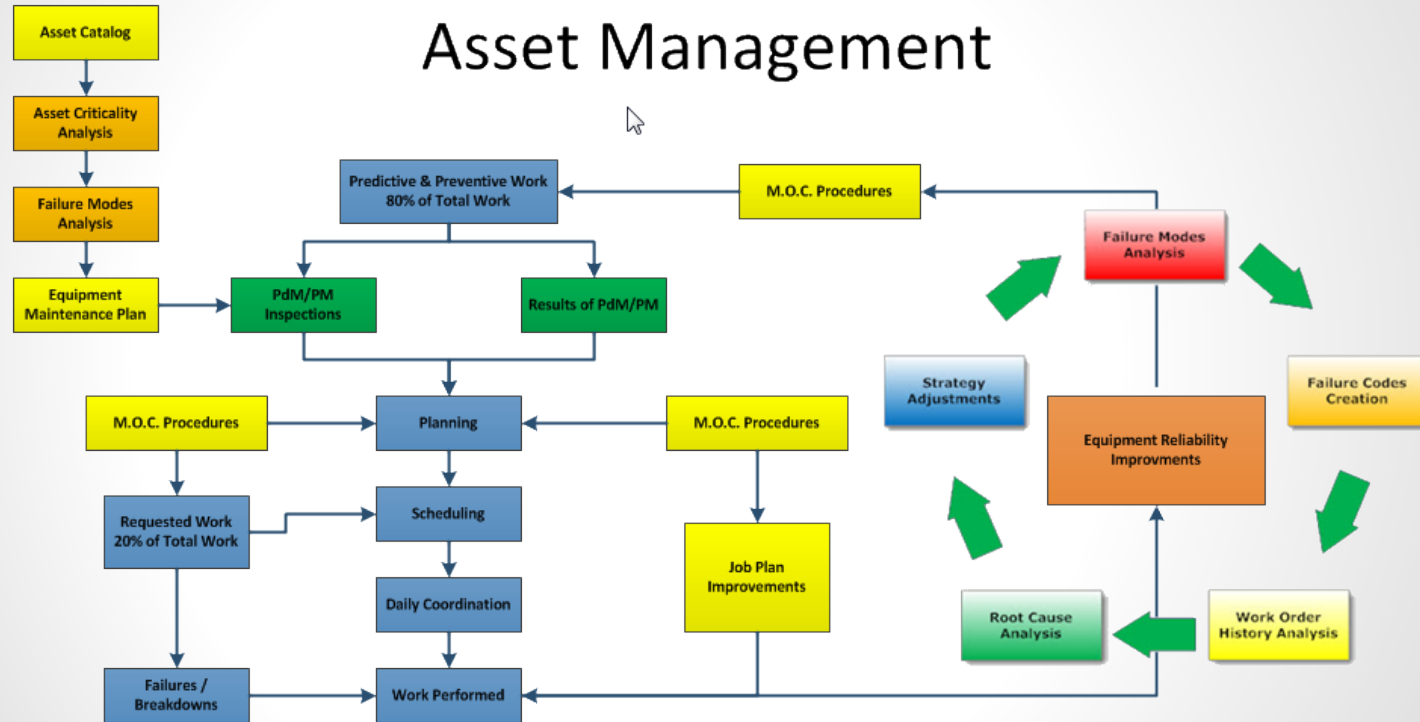 Asset Management
Asset Catalog
Asset Criticality
Analysis
Failure Modes
Analysis
Equipment
Maintenance Plan
Predictive & Preventive Work
80% of Total Work
M.O.C. Procedures
PdM/PM
Inspections
Results of PdM/PM
M.O.C. Procedures
Planning
M.O.C. Procedures
Requested Work
20% of Total Work
Scheduling
Job Plan
Improvements
Daily Coordination
Failures /
Breakdowns
Work Performed
Failure Modes
Analysis
Strategy
Adjustments
Failure Codes
Creation
Equipment Reliability
Improvments
Root Cause
Analysis
Work Order
History Analysis